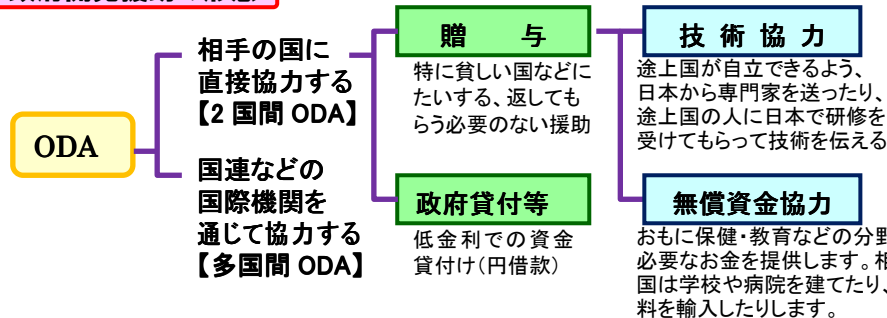 ODA
相手の国に
直接協力する
【2 国間 ODA】
国連などの
国際機関を
通じて協力する
【多国間 ODA】
贈 与
特に貧しい国などに
たいする、返しても
らう必要のない援助
政府貸付等
低金利での資金
貸付け(円借款)
技 術 協 力
途上国が自立できるよう、
日本から専門家を送ったり、
途上国の人に日本で研修を
受けてもらって技術を伝える
無償資金協力
おもに保健・教育などの分野
必要なお金を提供します。相
国は学校や病院を建てたり、
料を輸入したりします。